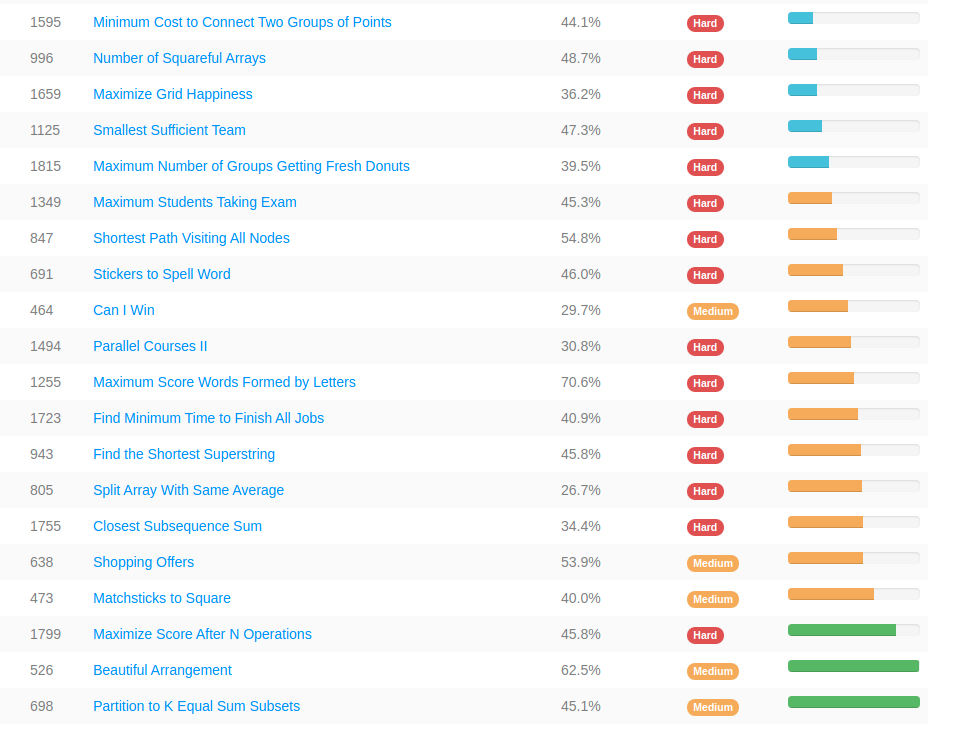 1595 Minimum Cost to Connect Two Groups of Points 44.1% Hard
996 Number of Squareful Arrays 48.7% Hard
1659 Maximize Grid Happiness 36.2% Hard
1125 Smallest Sufficient Team 47.3% Hard
1815 Maximum Number of Groups Getting Fresh Donuts 39.5% Hard
1349 Maximum Students Taking Exam 45.3% Hard
847 Shortest Path Visiting All Nodes 54.8% Hard
691 Stickers to Spell Word 46.0% Hard
464 Can I Win 29.7% Medium
1494 Parallel Courses II 30.8% Hard
1255 Maximum Score Words Formed by Letters 70.6% Hard
1723 Find Minimum Time to Finish All Jobs 40.9% Hard
943 Find the Shortest Superstring 45.8% Hard
805 Split Array With Same Average 26.7% Hard
1755 Closest Subsequence Sum 34.4% Hard
638 Shopping Offers 53.9% Medium
473 Matchsticks to Square 40.0% Medium
1799 Maximize Score After N Operations 45.8% Hard
526 Beautiful Arrangement 62.5% Medium
698 Partition to K Equal Sum Subsets 45.1% Medium